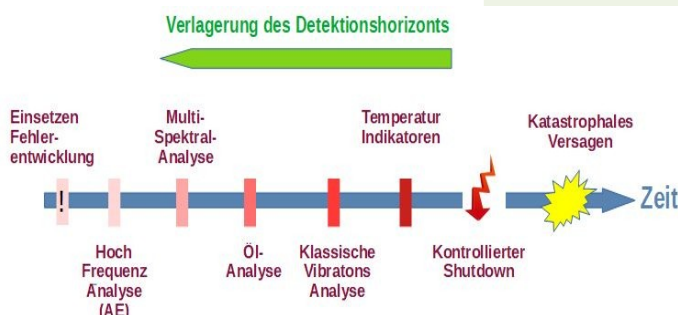 Verlagerung des Detektionshorizonts
Einsetzen
Fehler-
entwicklung
Multi-
Spektral-
Analyse
Temperatur
Indikatoren
Katastrophales
Versagen
!
Zeit
Hoch
Frequenz
Analyse
(AE)
Öl-
Analyse
Klassische
Vibratons
Analyse
Kontrollierter
Shutdown